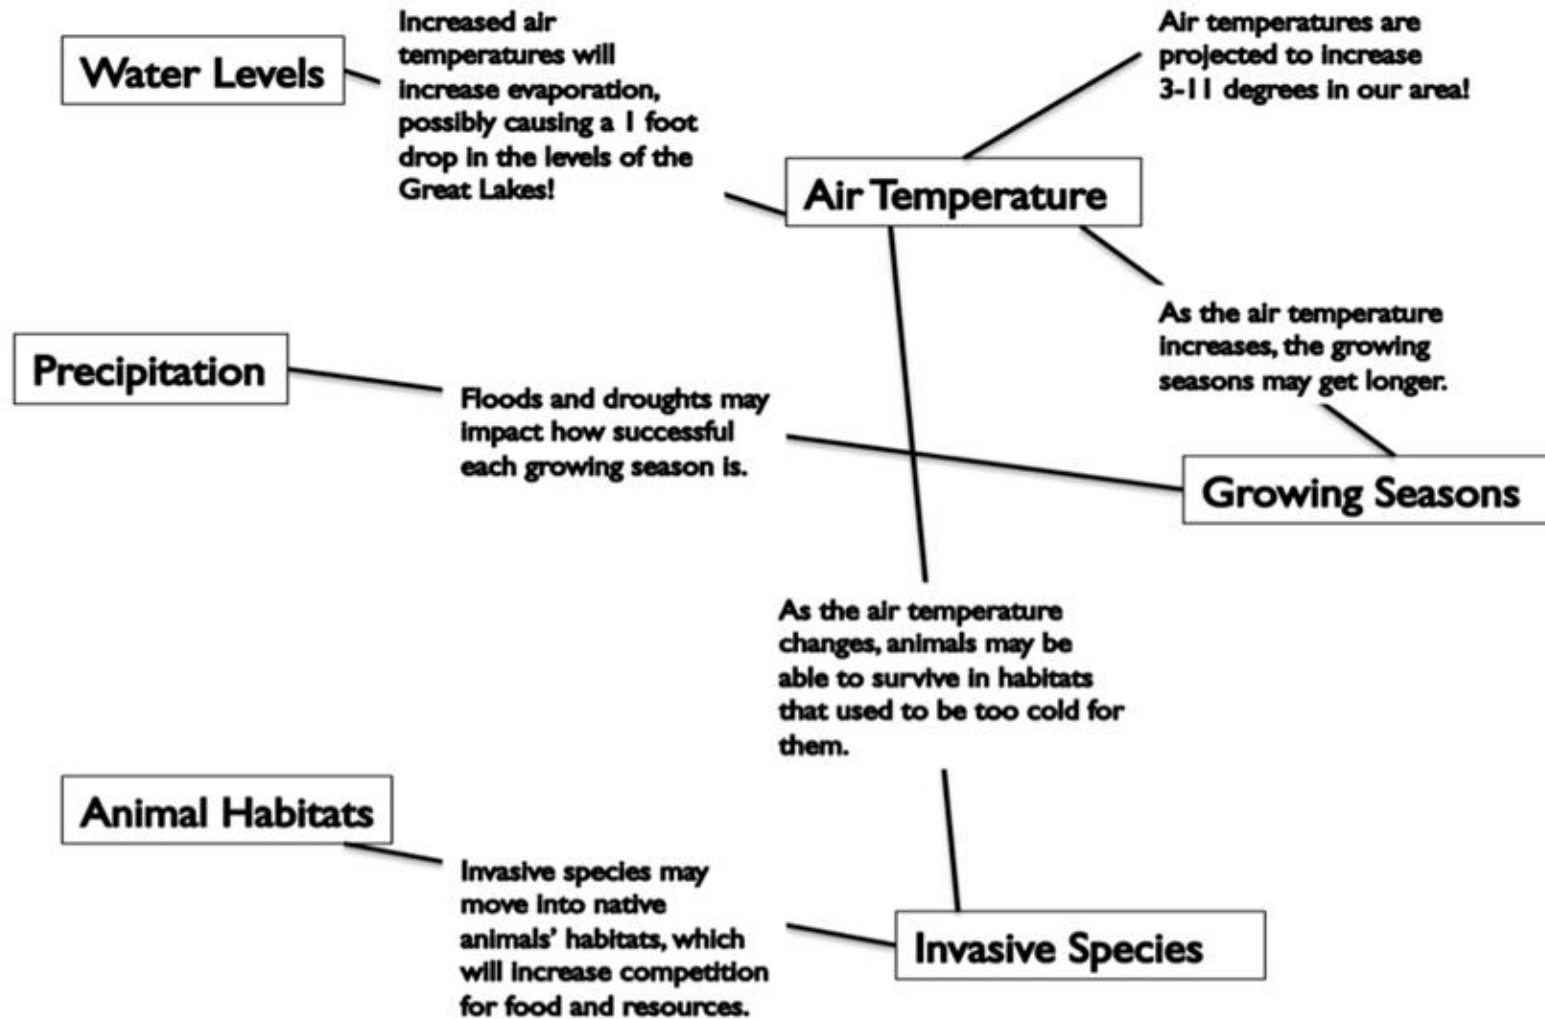 Water Levels
Increased air
temperatures will
increase evaporation,
possibly causing a 1 foot
drop in the levels of the
Great Lakes!
Air temperatures are
projected to increase
3-11 degrees in our area!
Air Temperature
As the air temperature
increases, the growing
seasons may get longer.
Precipitation
Floods and droughts may
impact how successful
each growing season is.
Growing Seasons
As the air temperature
changes, animals may be
able to survive in habitats
that used to be too cold for
them.
Animal Habitats
Invasive species may
move into native
animals’ habitats, which
will increase competition
for food and resources.
Invasive Species